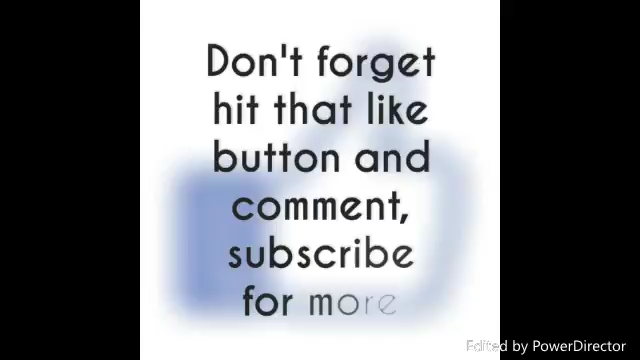 Don't forget
hit that like
button and
comment,
subscribe
for more
Edited by PowerDirector